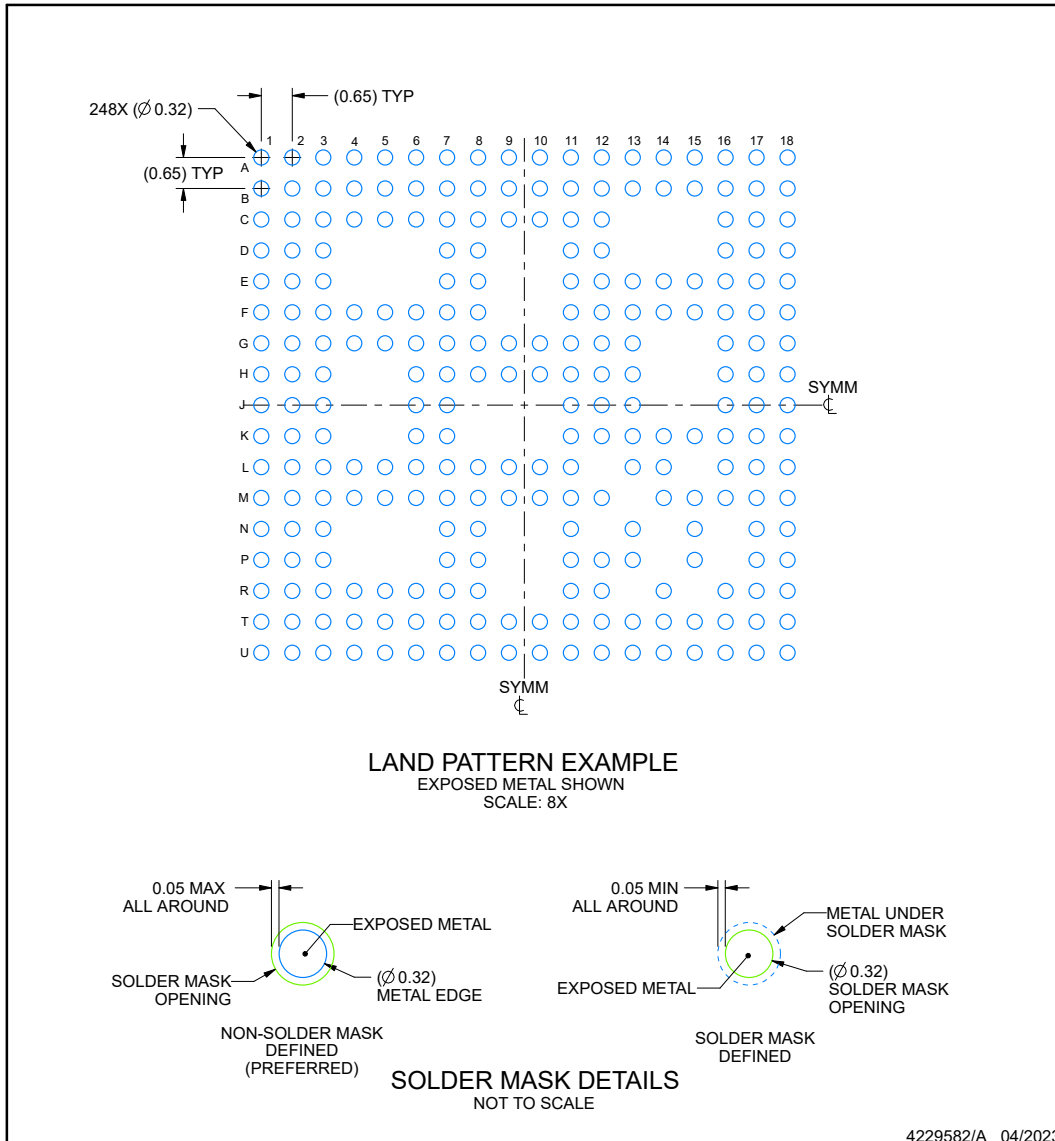 (0.65) TYP
248X (∅ 0.32)
1 2 3 4 5 6 7 8 9 10 11 12 13 14 15 16 17 18
A
(0.65) TYP
B
C
D
E
F
G
H
SYMM
℄
J
K
L
M
N
P
R
T
U
SYMM
℄
LAND PATTERN EXAMPLE
EXPOSED METAL SHOWN
SCALE: 8X
0.05 MAX
ALL AROUND
EXPOSED METAL
SOLDER MASK
OPENING
(∅ 0.32)
METAL EDGE
NON-SOLDER MASK
DEFINED
(PREFERRED)
0.05 MIN
ALL AROUND
METAL UNDER
SOLDER MASK
EXPOSED METAL
(∅ 0.32)
SOLDER MASK
OPENING
SOLDER MASK
DEFINED
SOLDER MASK DETAILS
NOT TO SCALE
4229582/A 04/2023